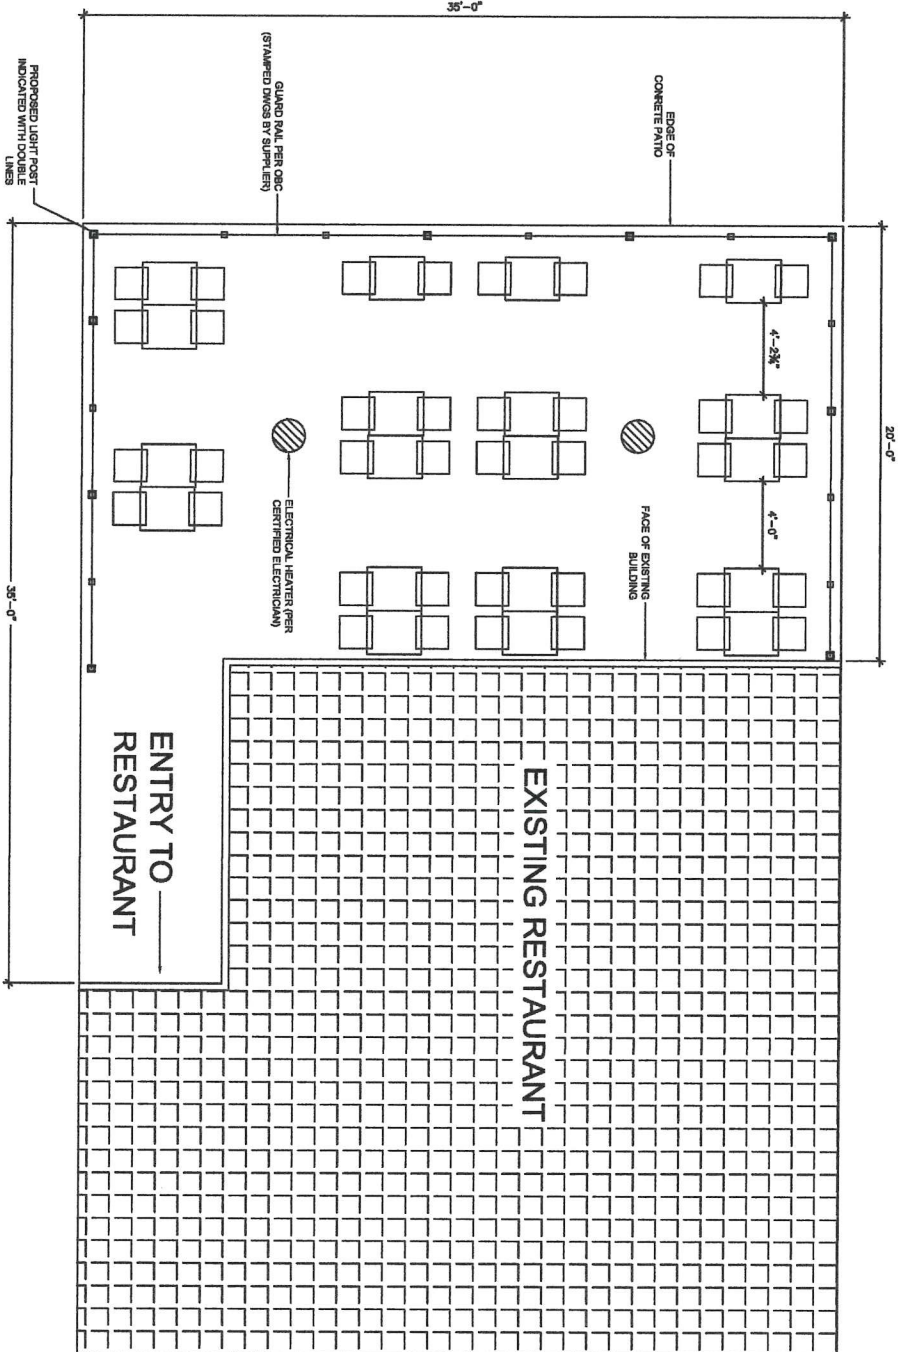 35'-0"
EDGE OF
CONRETE PATIO
GUARD RAIL PER OBC
(STAMPED DWGS BY SUPPLIER)
PROPOSED LIGHT POST
INDICATED WITH DOUBLE
LINES
20'-0"
4'-2¾"
4'-0"
FACE OF EXISTING
BUILDING
ELECTRICAL HEATER (PER
CERTIFIED ELECTRICIAN)
35'-0"
EXISTING RESTAURANT
ENTRY TO
RESTAURANT